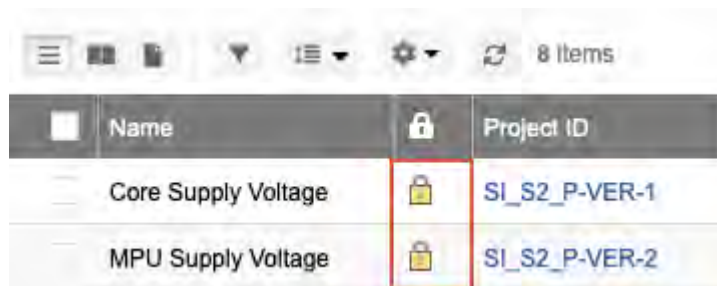 8 Items
Name Project ID
Core Supply Voltage SI_S2_P-VER-1
MPU Supply Voltage SI_S2_P-VER-2